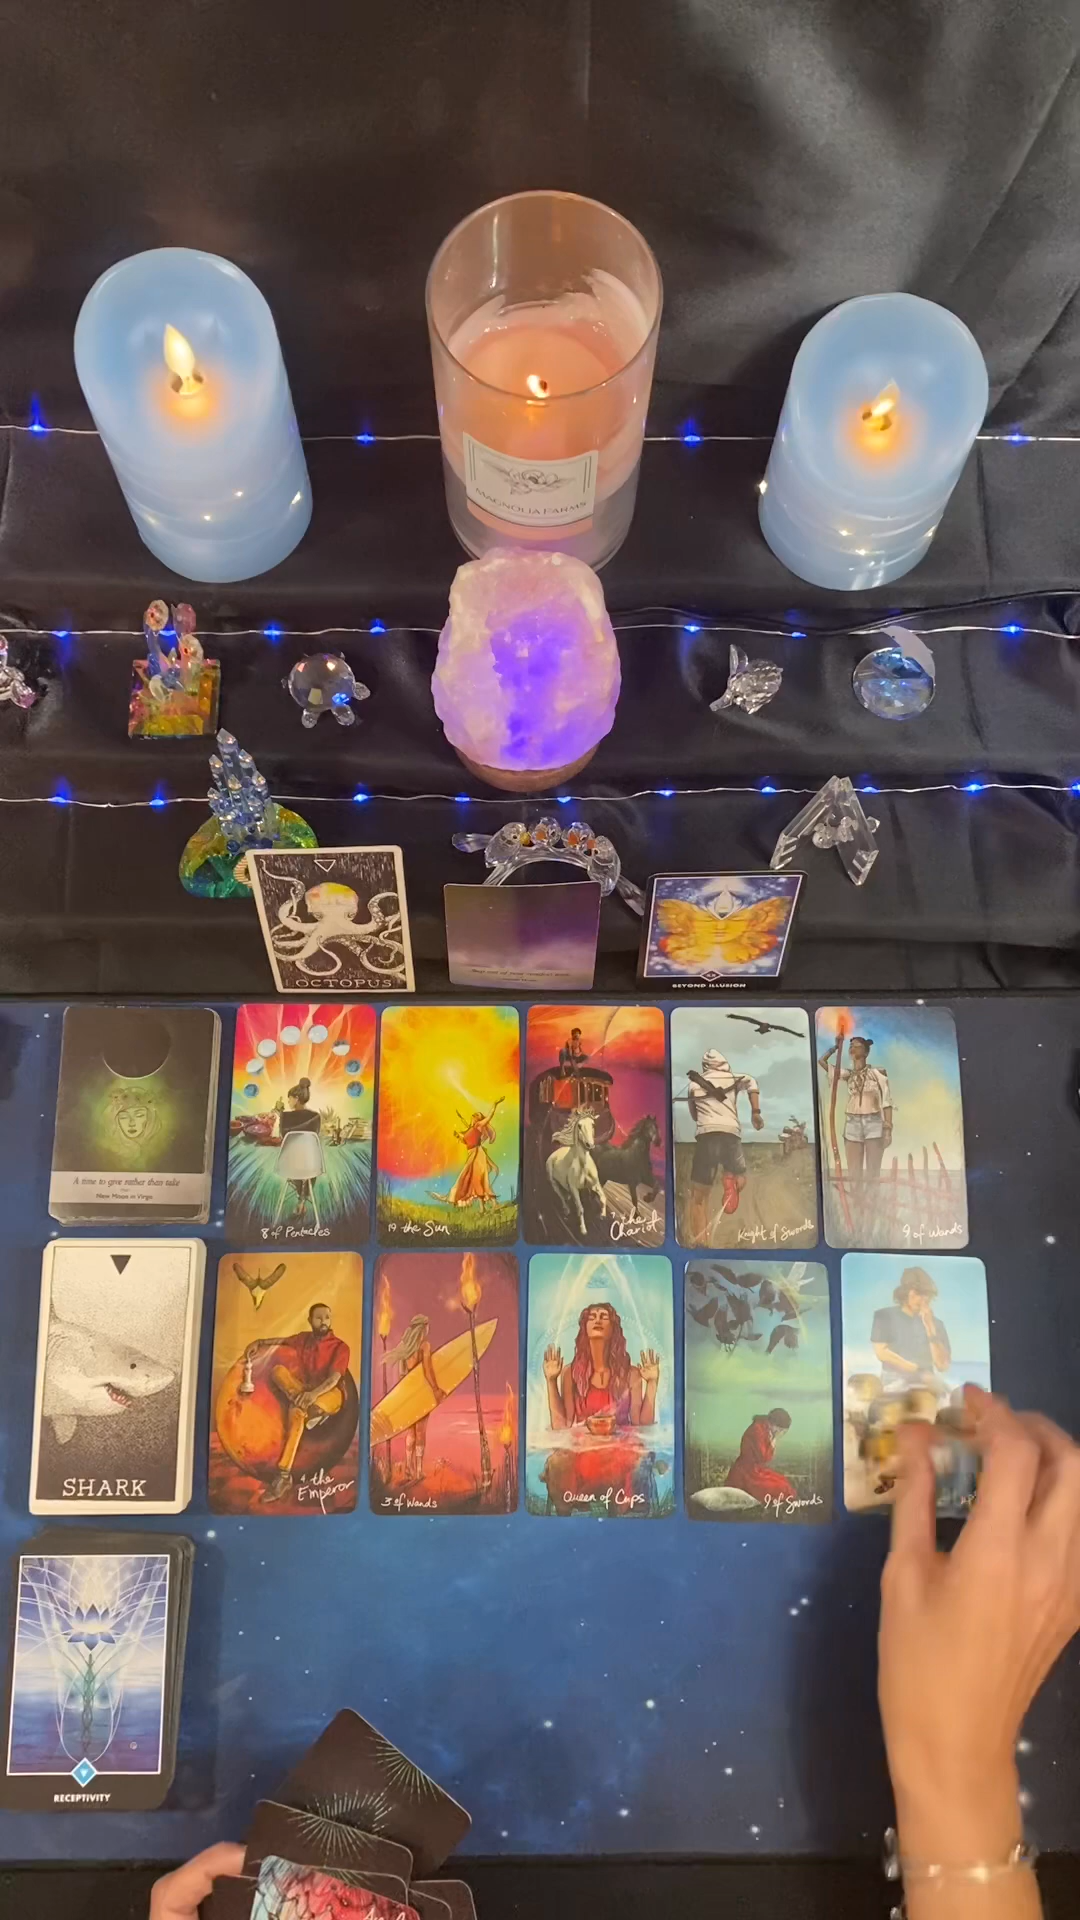 MAGNOLIA FARMS
OCTOPUS
BEYOND ILLUSION
A time to give rather than take
New Moon in Virgo
8 of Pentacles
19 the Sun
7 the
Chariot
Knight of Swords
9 of Wands
SHARK
4 the
Emperor
3 of Wands
Queen of Cups
9 of Swords
RECEPTIVITY